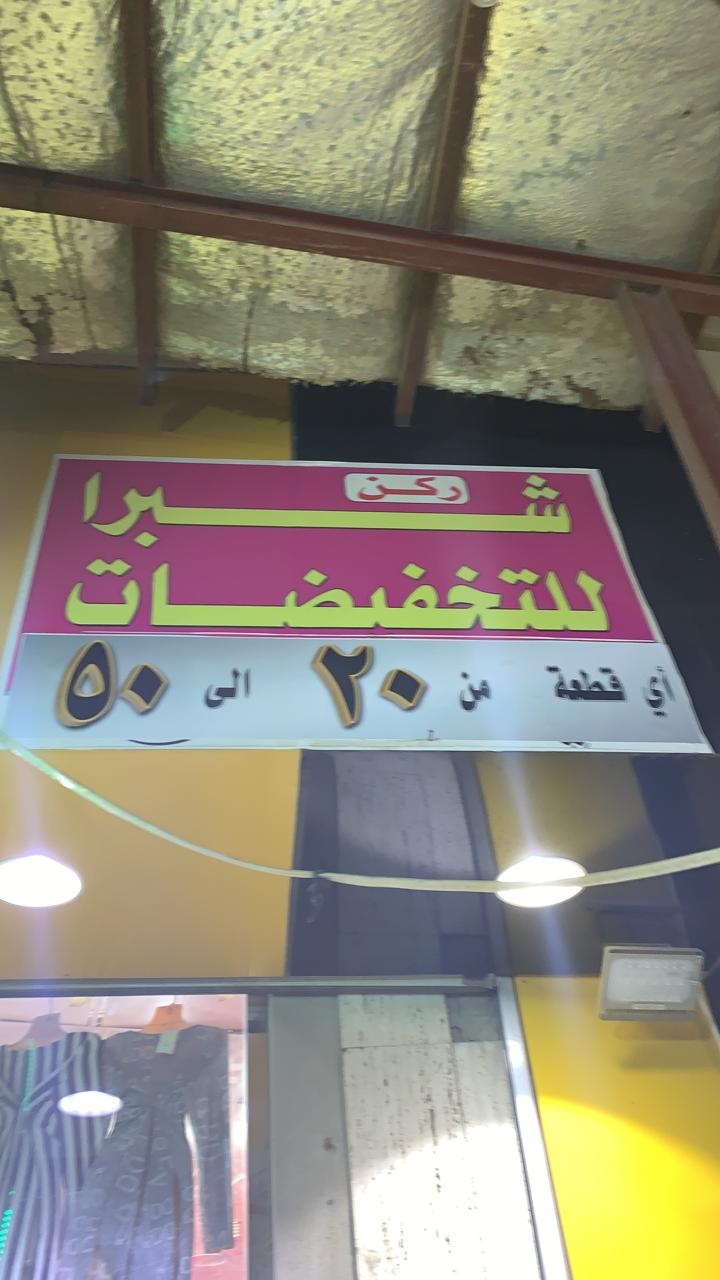 ركن
شبرا
للتخفيضات
أي قطعة من ٢٠ الى ٥٠